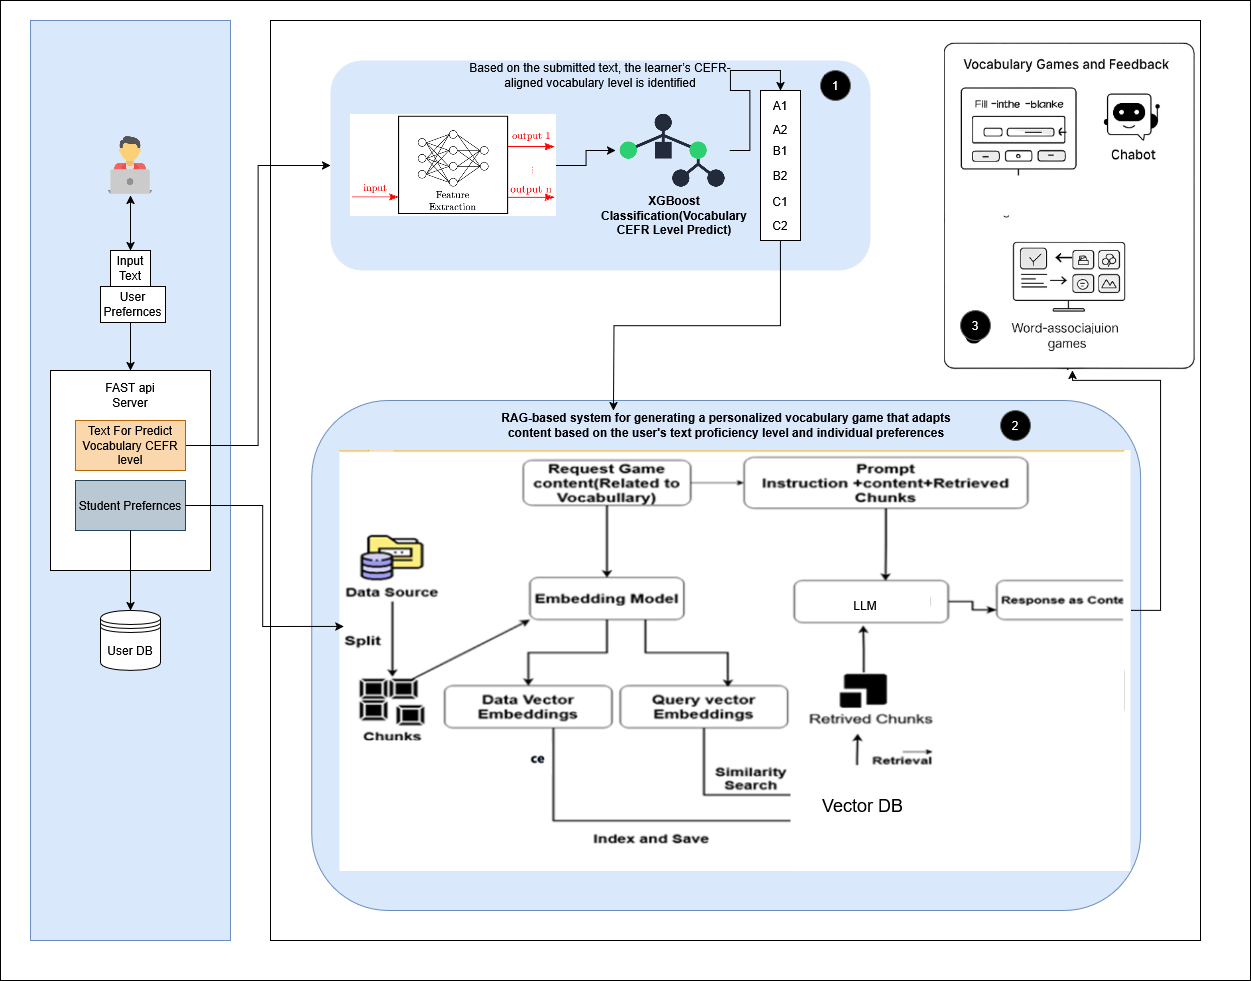 Input
Text
User
Prefernces
FAST api
Server
Text For Predict
Vocabulary CEFR
level
Student Prefernces
User DB
Based on the submitted text, the learner's CEFR-
aligned vocabulary level is identified
1
input
Feature
Extraction
output 1
output n
XGBoost
Classification(Vocabulary
CEFR Level Predict)
A1
A2
B1
B2
C1
C2
Vocabulary Games and Feedback
Fill -inthe -blanke
Chabot
3
Word-associajuion
games
RAG-based system for generating a personalized vocabulary game that adapts
content based on the user's text proficiency level and individual preferences
2
Request Game
content(Related to
Vocabullary)
Prompt
Instruction +content+Retrieved
Chunks
Data Source
Split
Chunks
Embedding Model
LLM
Response as Conte
Data Vector
Embeddings
Query vector
Embeddings
Retrived Chunks
Retrieval
ce
Similarity
Search
Vector DB
Index and Save